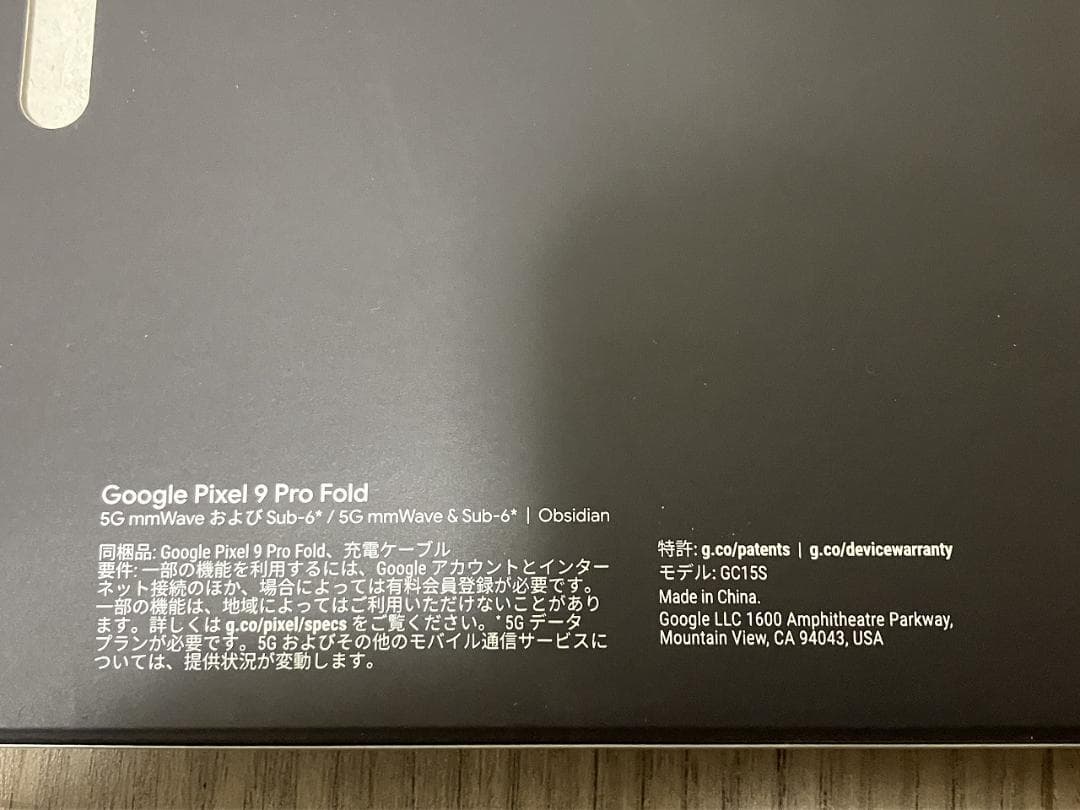 Google Pixel 9 Pro Fold
5G mmWave および Sub-6* / 5G mmWave & Sub-6* | Obsidian
同梱品: Google Pixel 9 Pro Fold、充電ケーブル
要件: 一部の機能を利用するには、Google アカウントとインター
ネット接続のほか、場合によっては有料会員登録が必要です。
一部の機能は、地域によってはご利用いただけないことがあり
ます。詳しくは g.co/pixel/specs をご覧ください。*5G データ
プランが必要です。5G およびその他のモバイル通信サービスに
ついては、提供状況が変動します。
特許: g.co/patents | g.co/devicewarranty
モデル: GC15S
Made in China.
Google LLC 1600 Amphitheatre Parkway,
Mountain View, CA 94043, USA